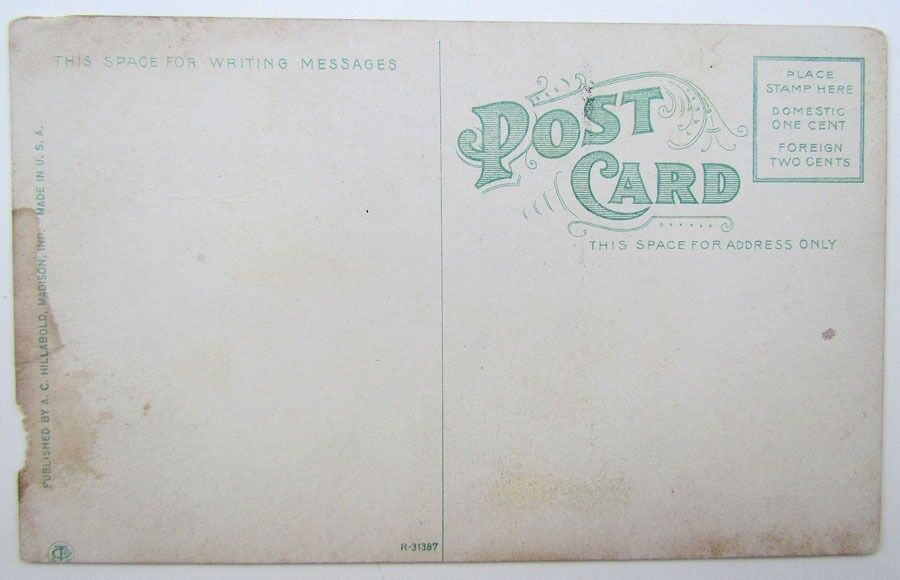 THIS SPACE FOR WRITING MESSAGES
POST CARD
THIS SPACE FOR ADDRESS ONLY
PLACE
STAMP HERE
DOMESTIC
ONE CENT
FOREIGN
TWO CENTS
PUBLISHED BY A. C. HILLABOLD, MADISON, IND. MADE IN U. S. A.
R-31387